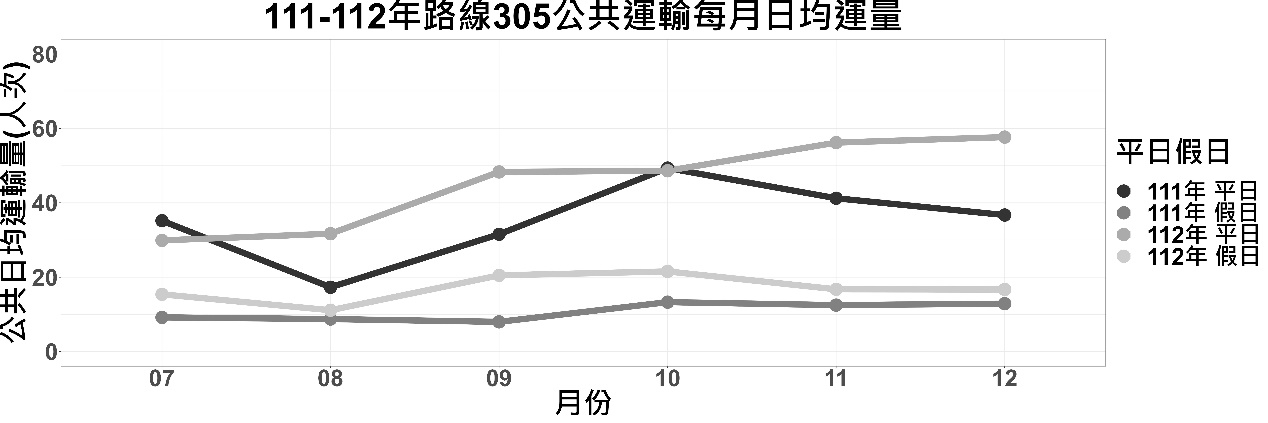 111-112年路線305公共運輸每月日均運量
公共日均運輸量(人次)
80
60
40
20
0
07 08 09 10 11 12
月份
平日假日
111年 平日
111年 假日
112年 平日
112年 假日